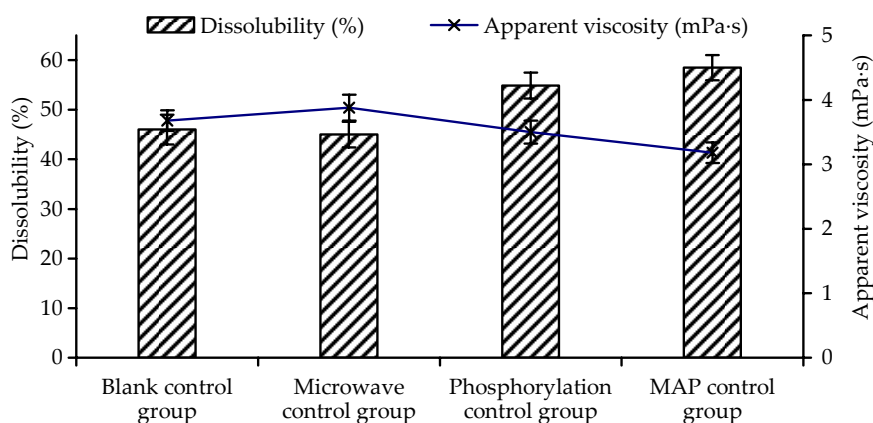 Dissolubility (%) Apparent viscosity (mPa·s)
Dissolubility (%)
60
50
40
30
20
10
0
5
4
3
2
1
0
Apparent viscosity (mPa·s)
Blank control
group
Microwave
control group
Phosphorylation
control group
MAP control
group